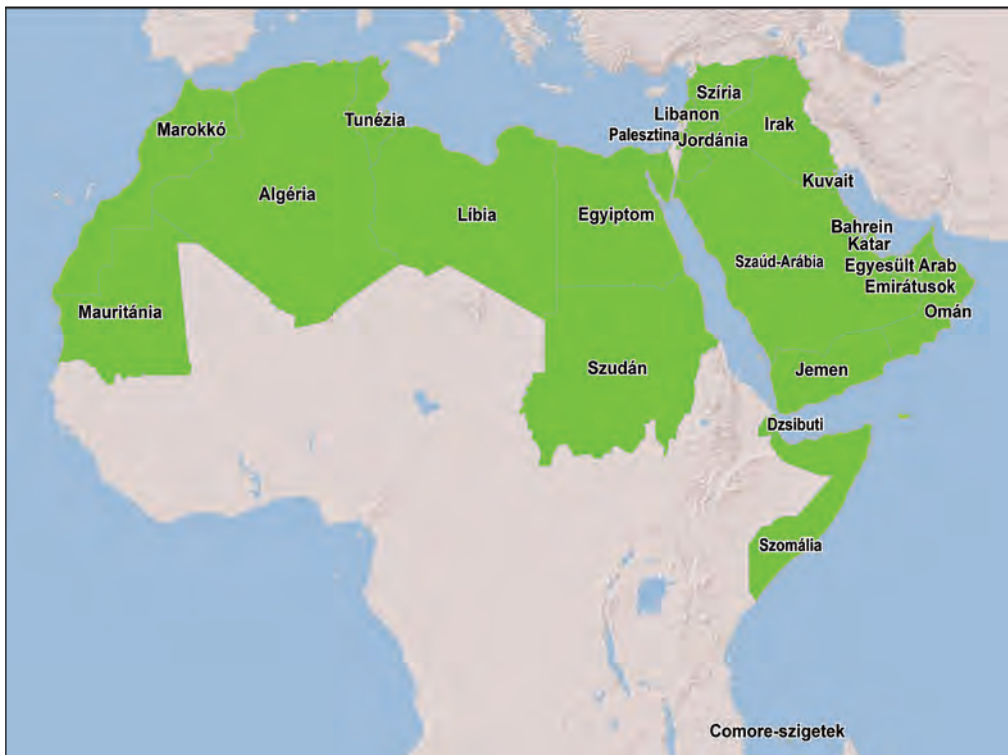 Szíria
Libanon
Marokkó
Tunézia
Palesztina
Jordánia
Irak
Kuvait
Algéria
Líbia
Egyiptom
Bahrein
Katar
Szaúd-Arábia
Egyesült Arab
Emirátusok
Mauritánia
Omán
Szudán
Jemen
Dzsibuti
Szomália
Comore-szigetek